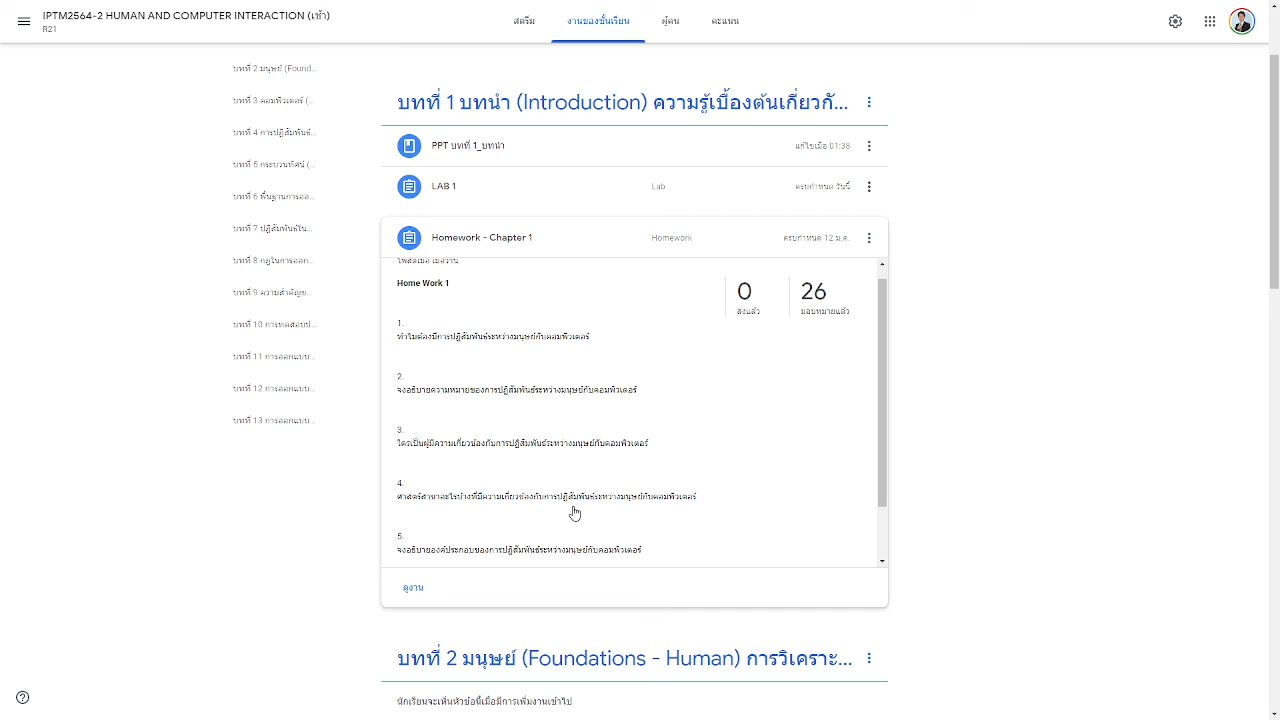 IPTM2564-2 HUMAN AND COMPUTER INTERACTION (เช้า)
R21
สตรีม
งานของชั้นเรียน
ผู้คน
คะแนน
บทที่ 2 มนุษย์ (Found...
บทที่ 3 คอมพิวเตอร์ (...
บทที่ 4 การปฏิสัมพันธ์...
บทที่ 5 กระบวนทัศน์ (...
บทที่ 6 พื้นฐานการออ...
บทที่ 7 ปฏิสัมพันธ์ใน...
บทที่ 8 กฎในการออก...
บทที่ 9 ความสำคัญข...
บทที่ 10 การทดสอบป...
บทที่ 11 การออกแบบ...
บทที่ 12 การออกแบบ...
บทที่ 13 การออกแบบ...
บทที่ 1 บทนำ (Introduction) ความรู้เบื้องต้นเกี่ยวกั...
PPT บทที่ 1_บทนำ
แก้ไขเมื่อ 01:38
LAB 1
Lab
ครบกำหนด วันนี้
Homework - Chapter 1
Homework
ครบกำหนด 12 ม.ค.
โพสต์เมื่อ เมื่อวาน
Home Work 1
0
ส่งแล้ว
26
มอบหมายแล้ว
1.
ทำไมต้องมีการปฏิสัมพันธ์ระหว่างมนุษย์กับคอมพิวเตอร์
2.
จงอธิบายความหมายของการปฏิสัมพันธ์ระหว่างมนุษย์กับคอมพิวเตอร์
3.
ใครเป็นผู้มีความเกี่ยวข้องกับการปฏิสัมพันธ์ระหว่างมนุษย์กับคอมพิวเตอร์
4.
ศาสตร์สาขาอะไรบ้างที่มีความเกี่ยวข้องกับการปฏิสัมพันธ์ระหว่างมนุษย์กับคอมพิวเตอร์
5.
จงอธิบายองค์ประกอบของการปฏิสัมพันธ์ระหว่างมนุษย์กับคอมพิวเตอร์
ดูงาน
บทที่ 2 มนุษย์ (Foundations - Human) การวิเคราะ...
นักเรียนจะเห็นหัวข้อนี้เมื่อมีการเพิ่มงานเข้าไป